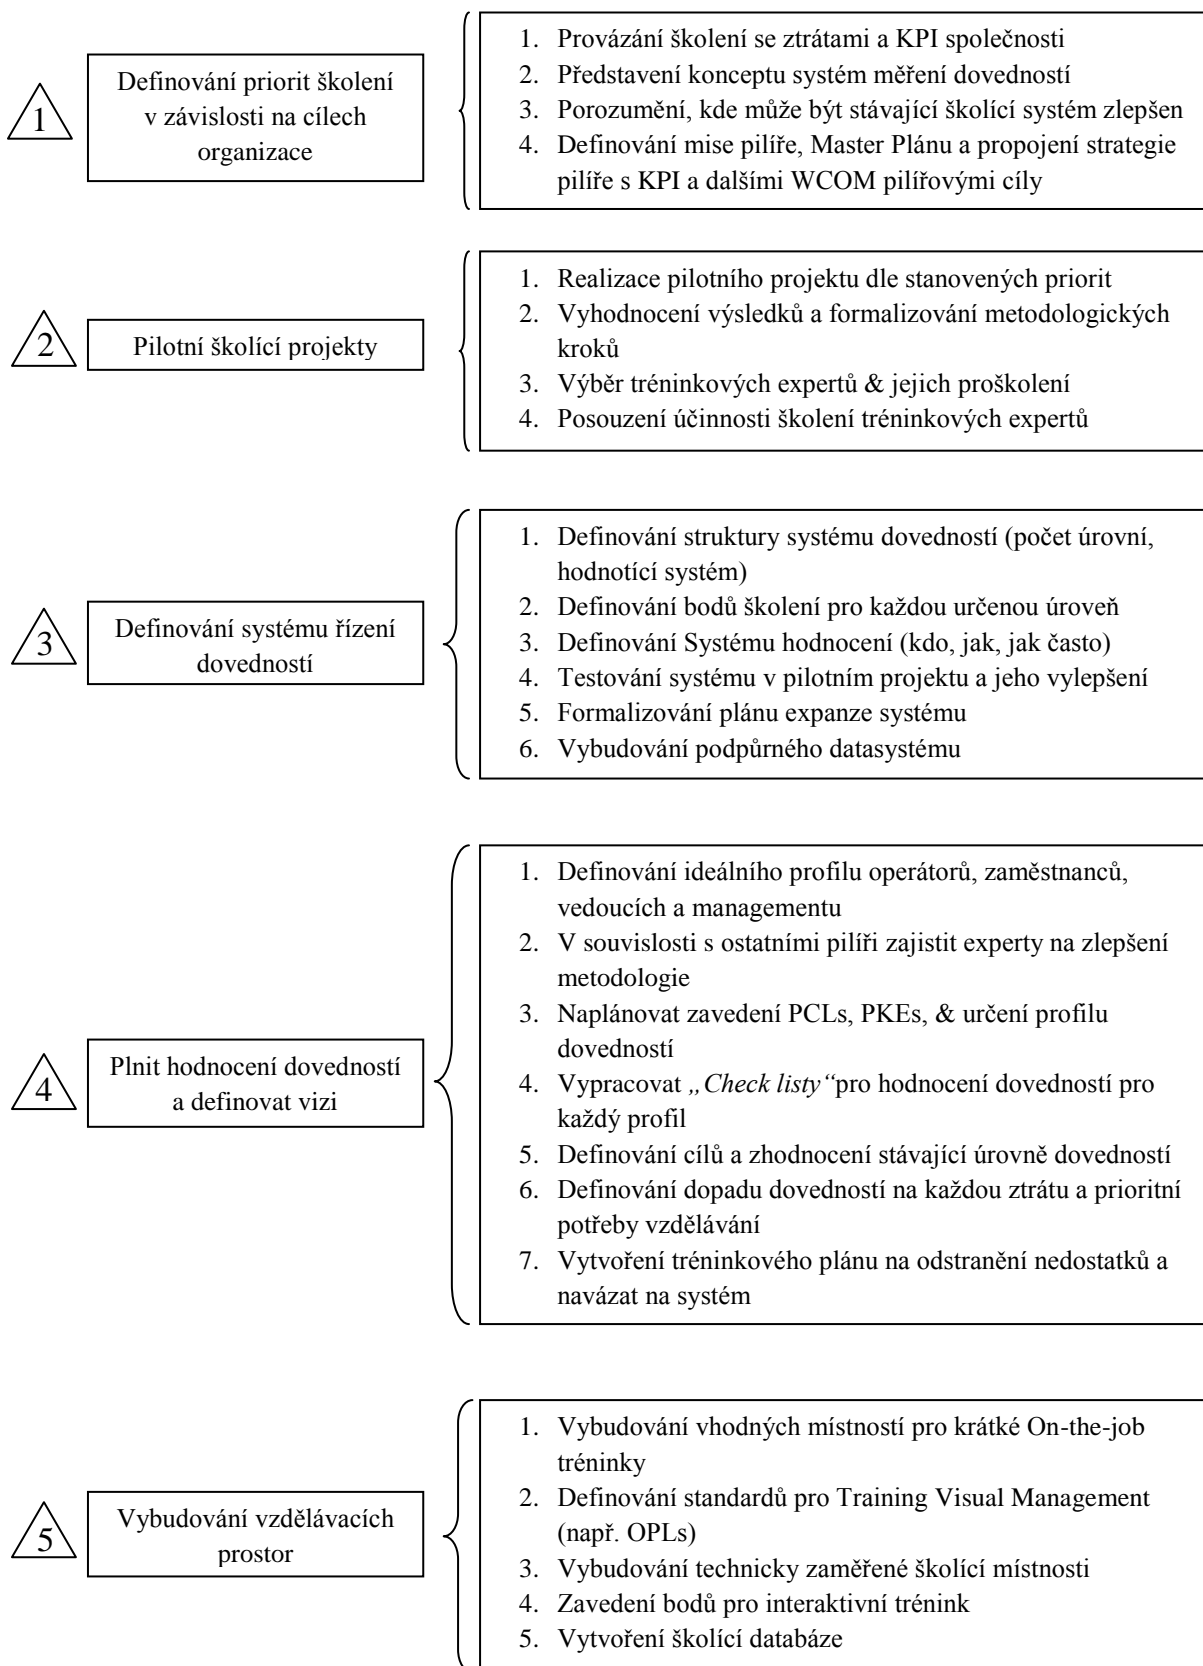 1
Definování priorit školení
v závislosti na cílech
organizace
1. Provázání školení se ztrátami a KPI společnosti
2. Představení konceptu systém měření dovedností
3. Porozumění, kde může být stávající školící systém zlepšen
4. Definování mise pilíře, Master Plánu a propojení strategie
pilíře s KPI a dalšími WCOM pilířovými cíly
2
Pilotní školící projekty
1. Realizace pilotního projektu dle stanovených priorit
2. Vyhodnocení výsledků a formalizování metodologických
kroků
3. Výběr tréninkových expertů & jejich proškolení
4. Posouzení účinnosti školení tréninkových expertů
3
Definování systému řízení
dovedností
1. Definování struktury systému dovedností (počet úrovní,
hodnotící systém)
2. Definování bodů školení pro každou určenou úroveň
3. Definování Systému hodnocení (kdo, jak, jak často)
4. Testování systému v pilotním projektu a jeho vylepšení
5. Formalizování plánu expanze systému
6. Vybudování podpůrného datasystému
4
Plnit hodnocení dovedností
a definovat vizi
1. Definování ideálního profilu operátorů, zaměstnanců,
vedoucích a managementu
2. V souvislosti s ostatními pilíři zajistit experty na zlepšení
metodologie
3. Naplánovat zavedení PCLs, PKEs, & určení profilu
dovedností
4. Vypracovat „Check listy“pro hodnocení dovedností pro
každý profil
5. Definování cílů a zhodnocení stávající úrovně dovedností
6. Definování dopadu dovedností na každou ztrátu a prioritní
potřeby vzdělávání
7. Vytvoření tréninkového plánu na odstranění nedostatků a
navázat na systém
5
Vybudování vzdělávacích
prostor
1. Vybudování vhodných místností pro krátké On-the-job
tréninky
2. Definování standardů pro Training Visual Management
(např. OPLs)
3. Vybudování technicky zaměřené školící místnosti
4. Zavedení bodů pro interaktivní trénink
5. Vytvoření školící databáze